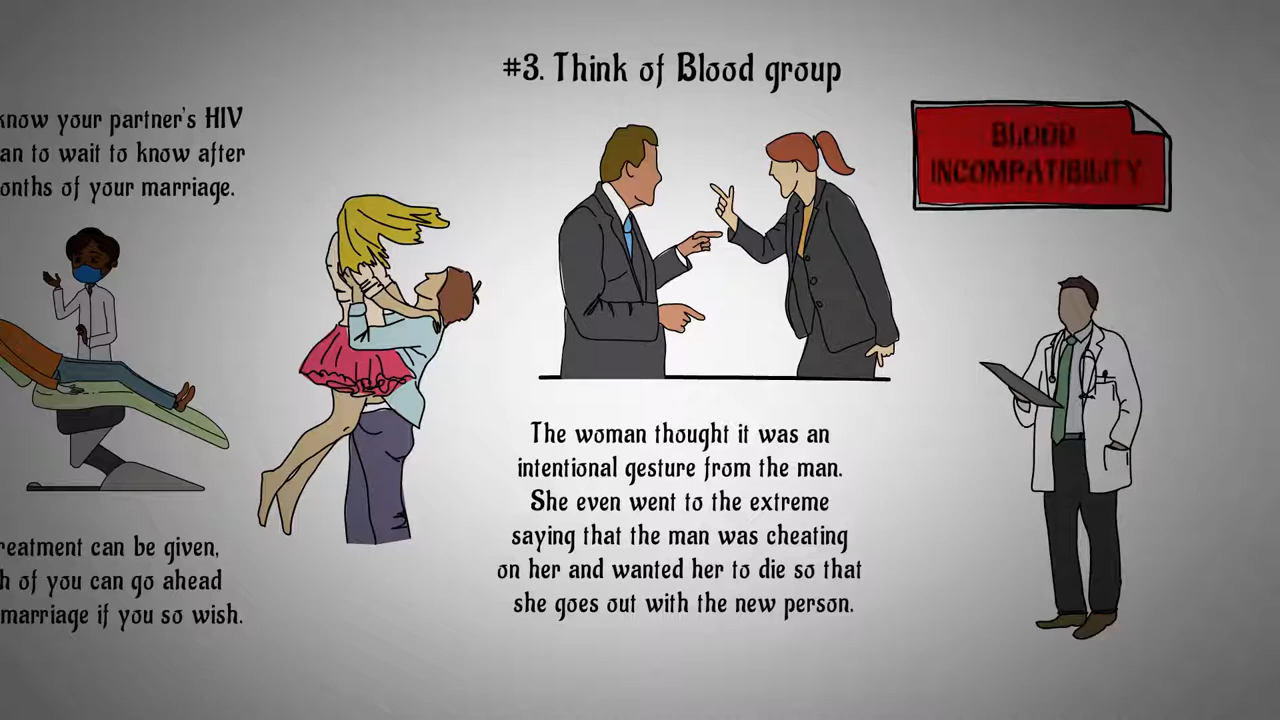 #3. Think of Blood group
know your partner's HIV
an to wait to know after
onths of your marriage.
BLOOD
INCOMPATIBILITY
The woman thought it was an
intentional gesture from the man.
She even went to the extreme
saying that the man was cheating
on her and wanted her to die so that
she goes out with the new person.
reatment can be given,
h of you can go ahead
marriage if you so wish.